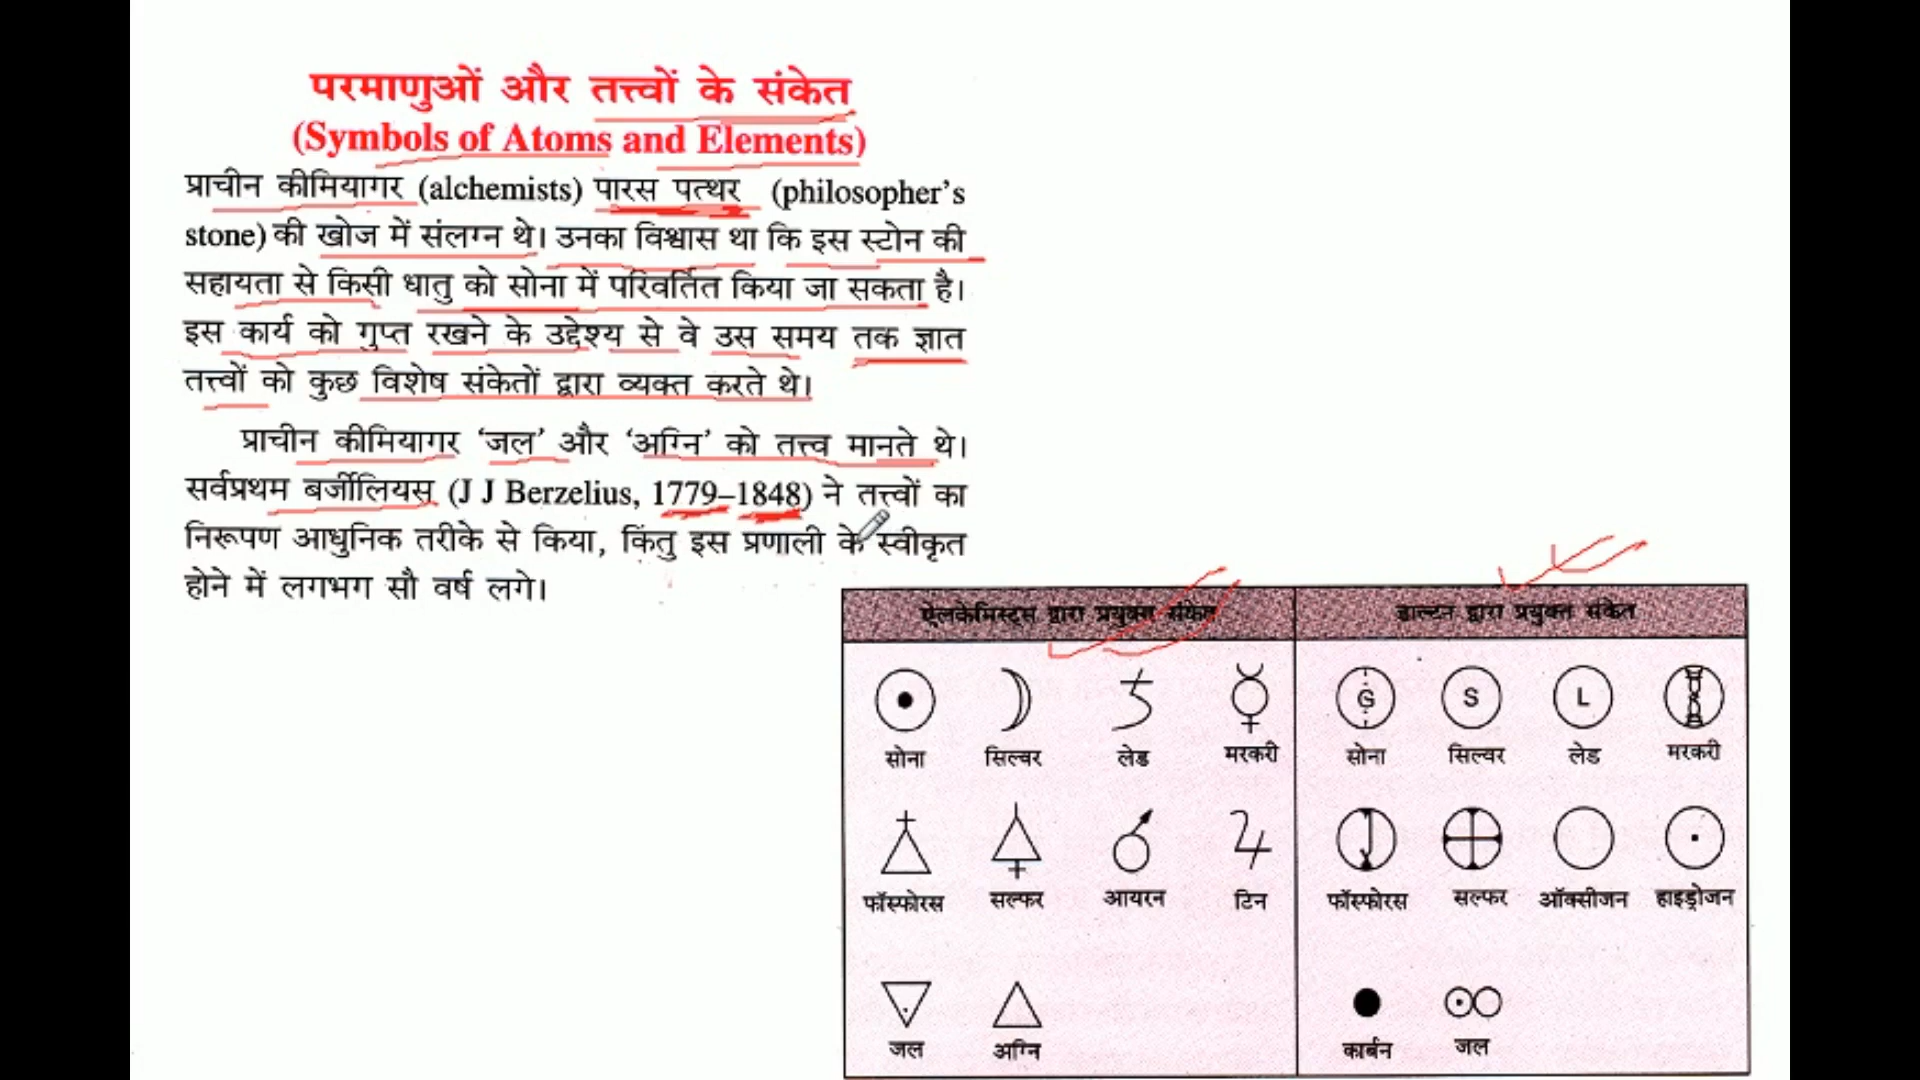 परमाणुओं और तत्त्वों के संकेत
(Symbols of Atoms and Elements)
प्राचीन कीमियागर (alchemists) पारस पत्थर (philosopher’s
stone) की खोज में संलग्न थे। उनका विश्वास था कि इस स्टोन की
सहायता से किसी धातु को सोना में परिवर्तित किया जा सकता है।
इस कार्य को गुप्त रखने के उद्देश्य से वे उस समय तक ज्ञात
तत्त्वों को कुछ विशेष संकेतों द्वारा व्यक्त करते थे।
प्राचीन कीमियागर ‘जल’ और ‘अग्नि’ को तत्त्व मानते थे।
सर्वप्रथम बर्जीलियस (J J Berzelius, 1779–1848) ने तत्त्वों का
निरूपण आधुनिक तरीके से किया, किंतु इस प्रणाली के स्वीकृत
होने में लगभग सौ वर्ष लगे।
ऐलकेमिस्ट्स द्वारा प्रयुक्त संकेत
सोना सिल्वर लेड मरकरी
फॉस्फोरस सल्फर आयरन टिन
जल अग्नि
डाल्टन द्वारा प्रयुक्त संकेत
G S L
सोना सिल्वर लेड मरकरी
फॉस्फोरस सल्फर ऑक्सीजन हाइड्रोजन
कार्बन जल